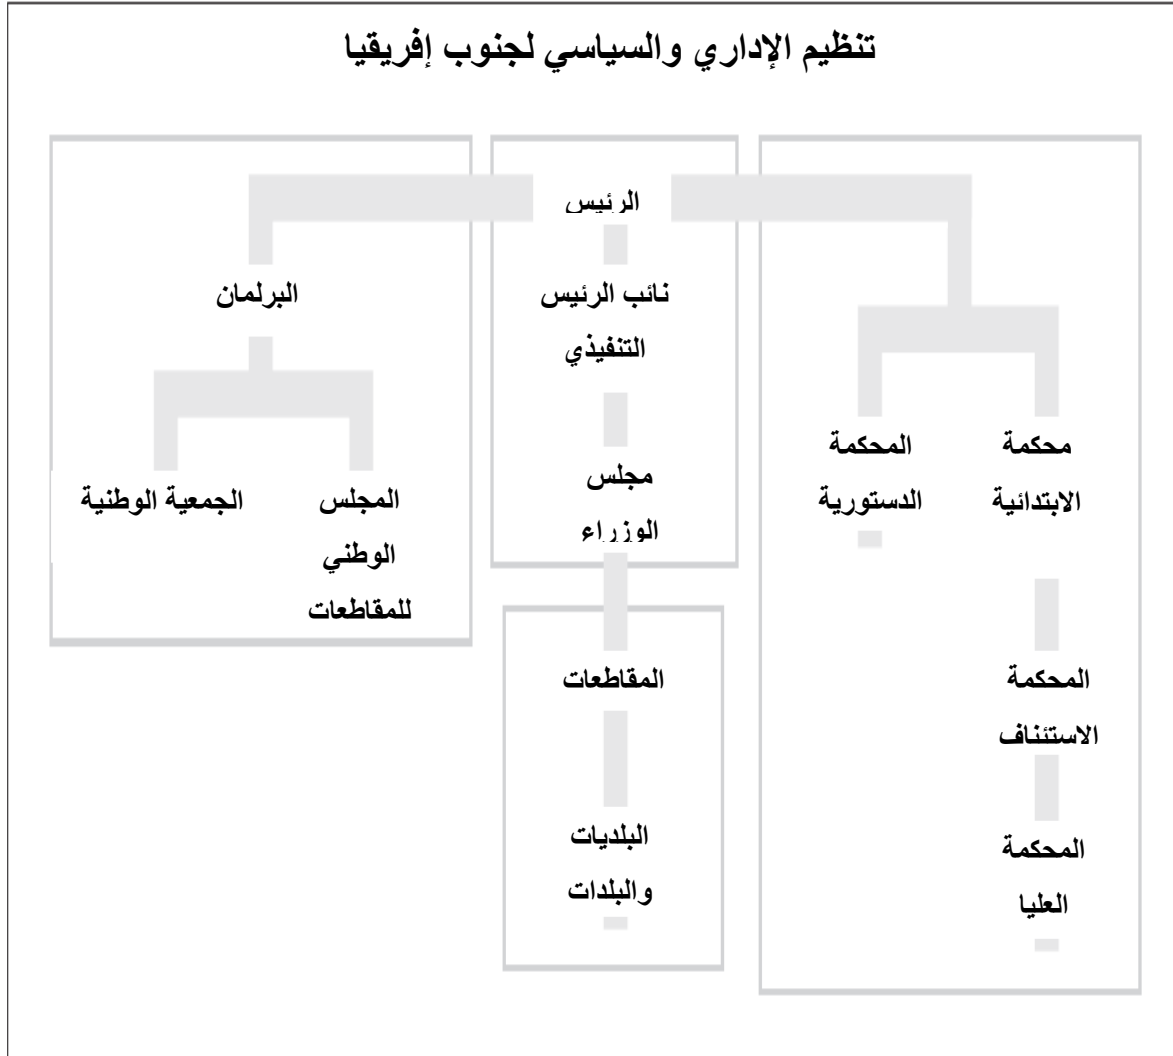 تنظيم الإداري والسياسي لجنوب إفريقيا
الرئيس
البرلمان
نائب الرئيس
التنفيذي
المحكمة
الدستورية
محكمة
الابتدائية
مجلس
الوزراء
الجمعية الوطنية
المجلس
الوطني
للمقاطعات
المقاطعات
المحكمة
الاستئناف
البلديات
والبلدات
المحكمة
العليا